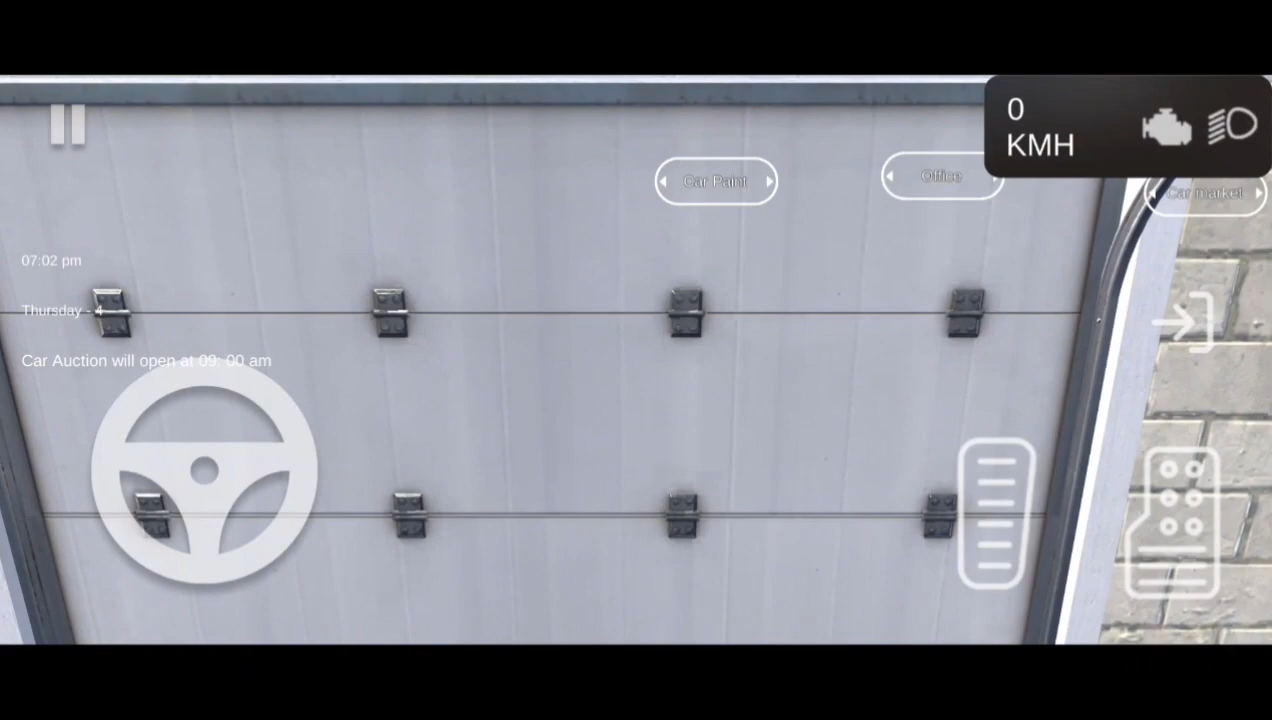 0
KMH
Car Paint
Office
Car market
07:02 pm
Thursday - 4
Car Auction will open at 09: 00 am